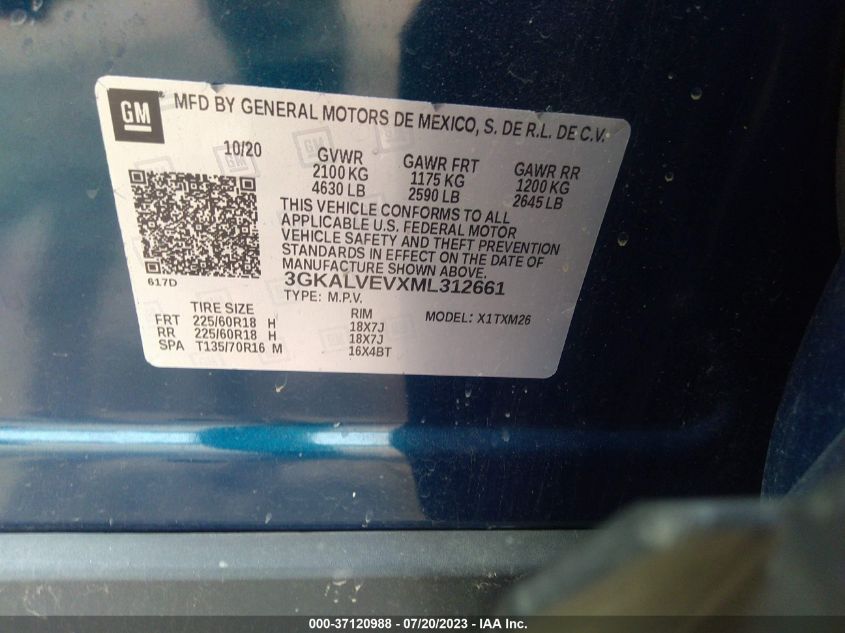 GM
MFD BY GENERAL MOTORS DE MEXICO, S. DE R.L. DE C.V.
10/20
GVWR GAWR FRT GAWR RR
2100 KG 1175 KG 1200 KG
4630 LB 2590 LB 2645 LB
THIS VEHICLE CONFORMS TO ALL
APPLICABLE U.S. FEDERAL MOTOR
VEHICLE SAFETY AND THEFT PREVENTION
STANDARDS IN EFFECT ON THE DATE OF
MANUFACTURE SHOWN ABOVE.
617D
3GKALVEVXML312661
TYPE: M.P.V.
TIRE SIZE RIM MODEL: X1TXM26
FRT 225/60R18 H 18X7J
RR 225/60R18 H 18X7J
SPA T135/70R16 M 16X4BT
000-37120988 - 07/20/2023 - IAA Inc.